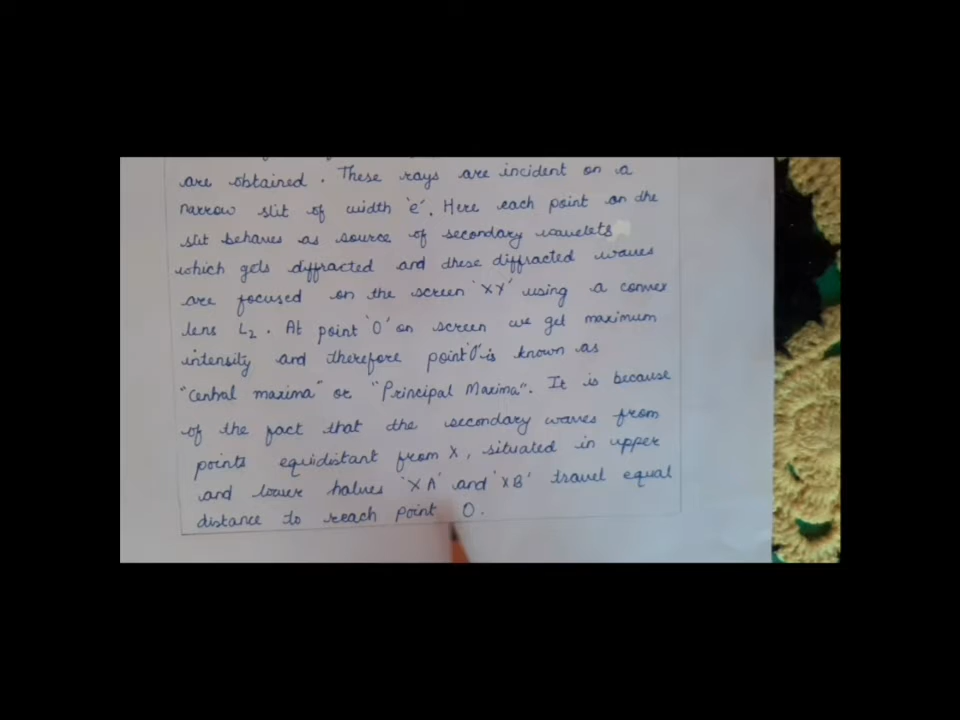 are obtained. These rays are incident on a
narrow slit of width 'e'. Here each point on the
slit behaves as source of secondary wavelets
which gets diffracted and these diffracted waves
are focused on the screen 'XY' using a convex
lens L₂. At point 'O' on screen we get maximum
intensity and therefore point 'O' is known as
"Central maxima" or "Principal Maxima". It is because
of the fact that the secondary waves from
points equidistant from X, situated in upper
and lower halves 'XA' and 'XB' travel equal
distance to reach point O.